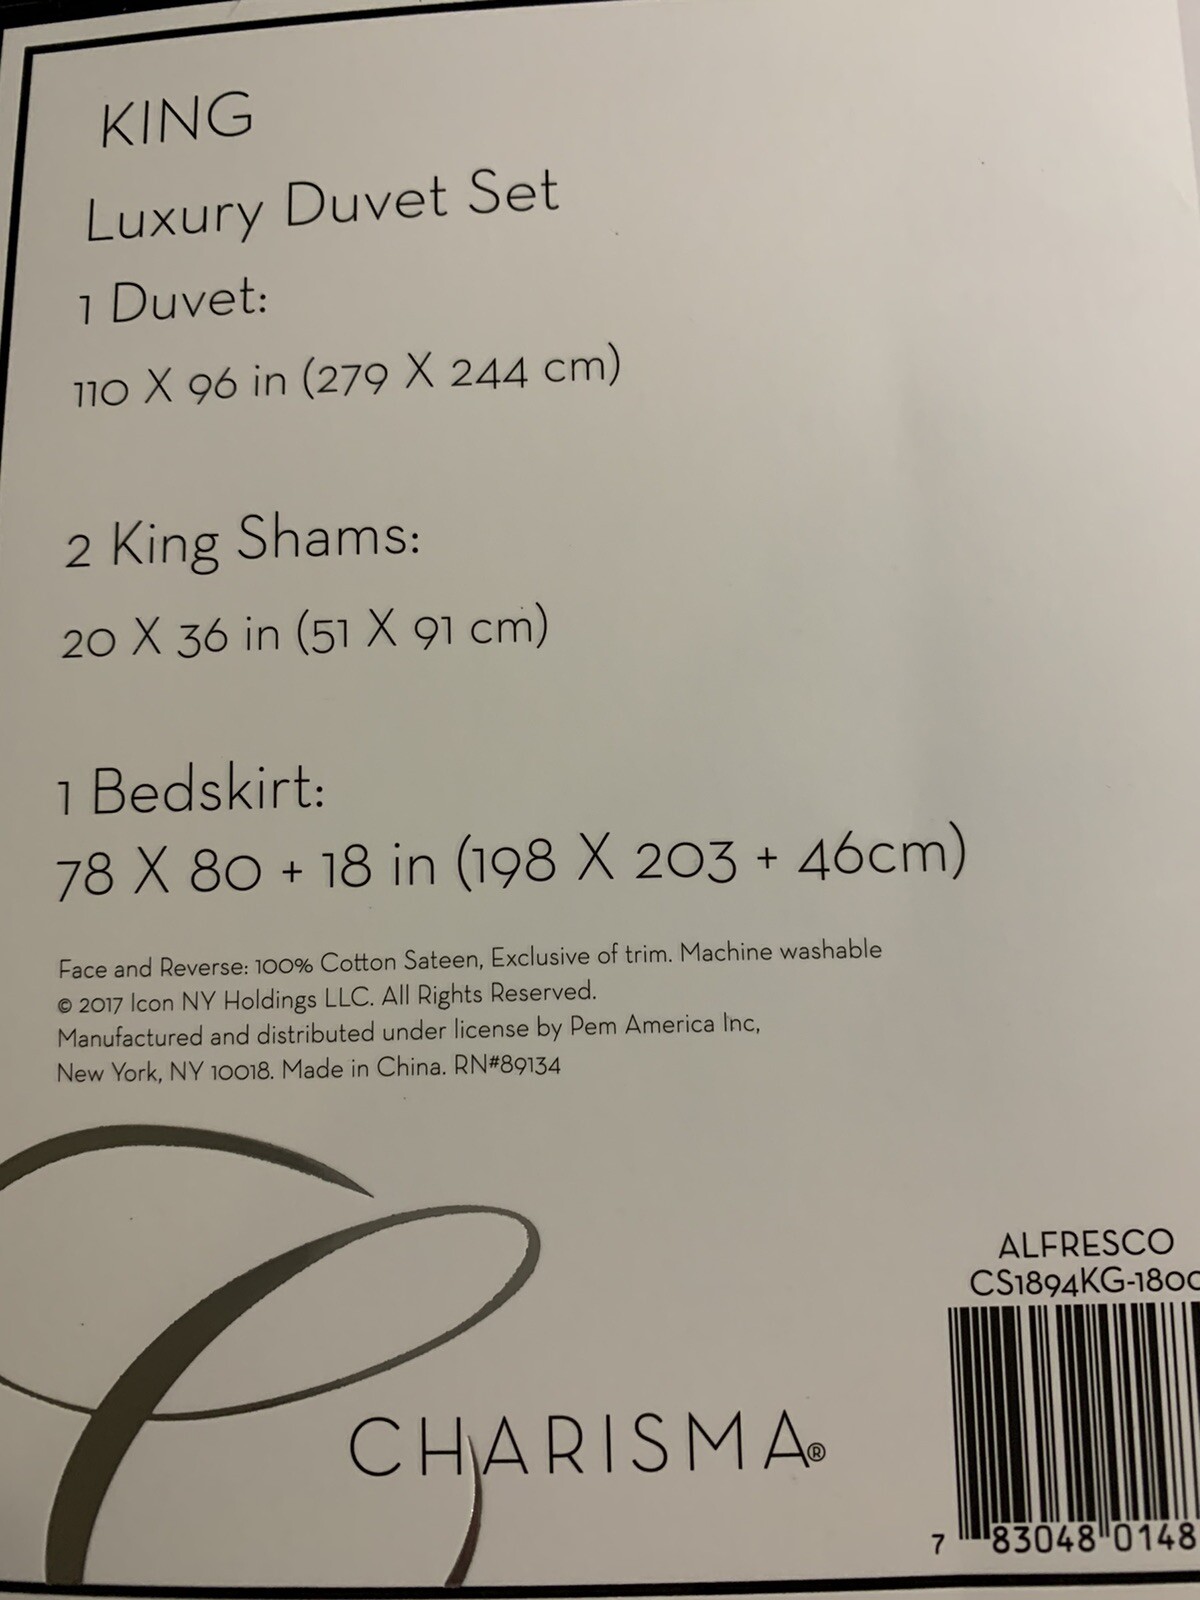 KING
Luxury Duvet Set
1 Duvet:
110 X 96 in (279 X 244 cm)
2 King Shams:
20 X 36 in (51 X 91 cm)
1 Bedskirt:
78 X 80 + 18 in (198 X 203 + 46cm)
Face and Reverse: 100% Cotton Sateen, Exclusive of trim. Machine washable
© 2017 Icon NY Holdings LLC. All Rights Reserved.
Manufactured and distributed under license by Pem America Inc,
New York, NY 10018. Made in China. RN#89134
ALFRESCO
CS1894KG-180
CHARISMA®
7 83048 0148